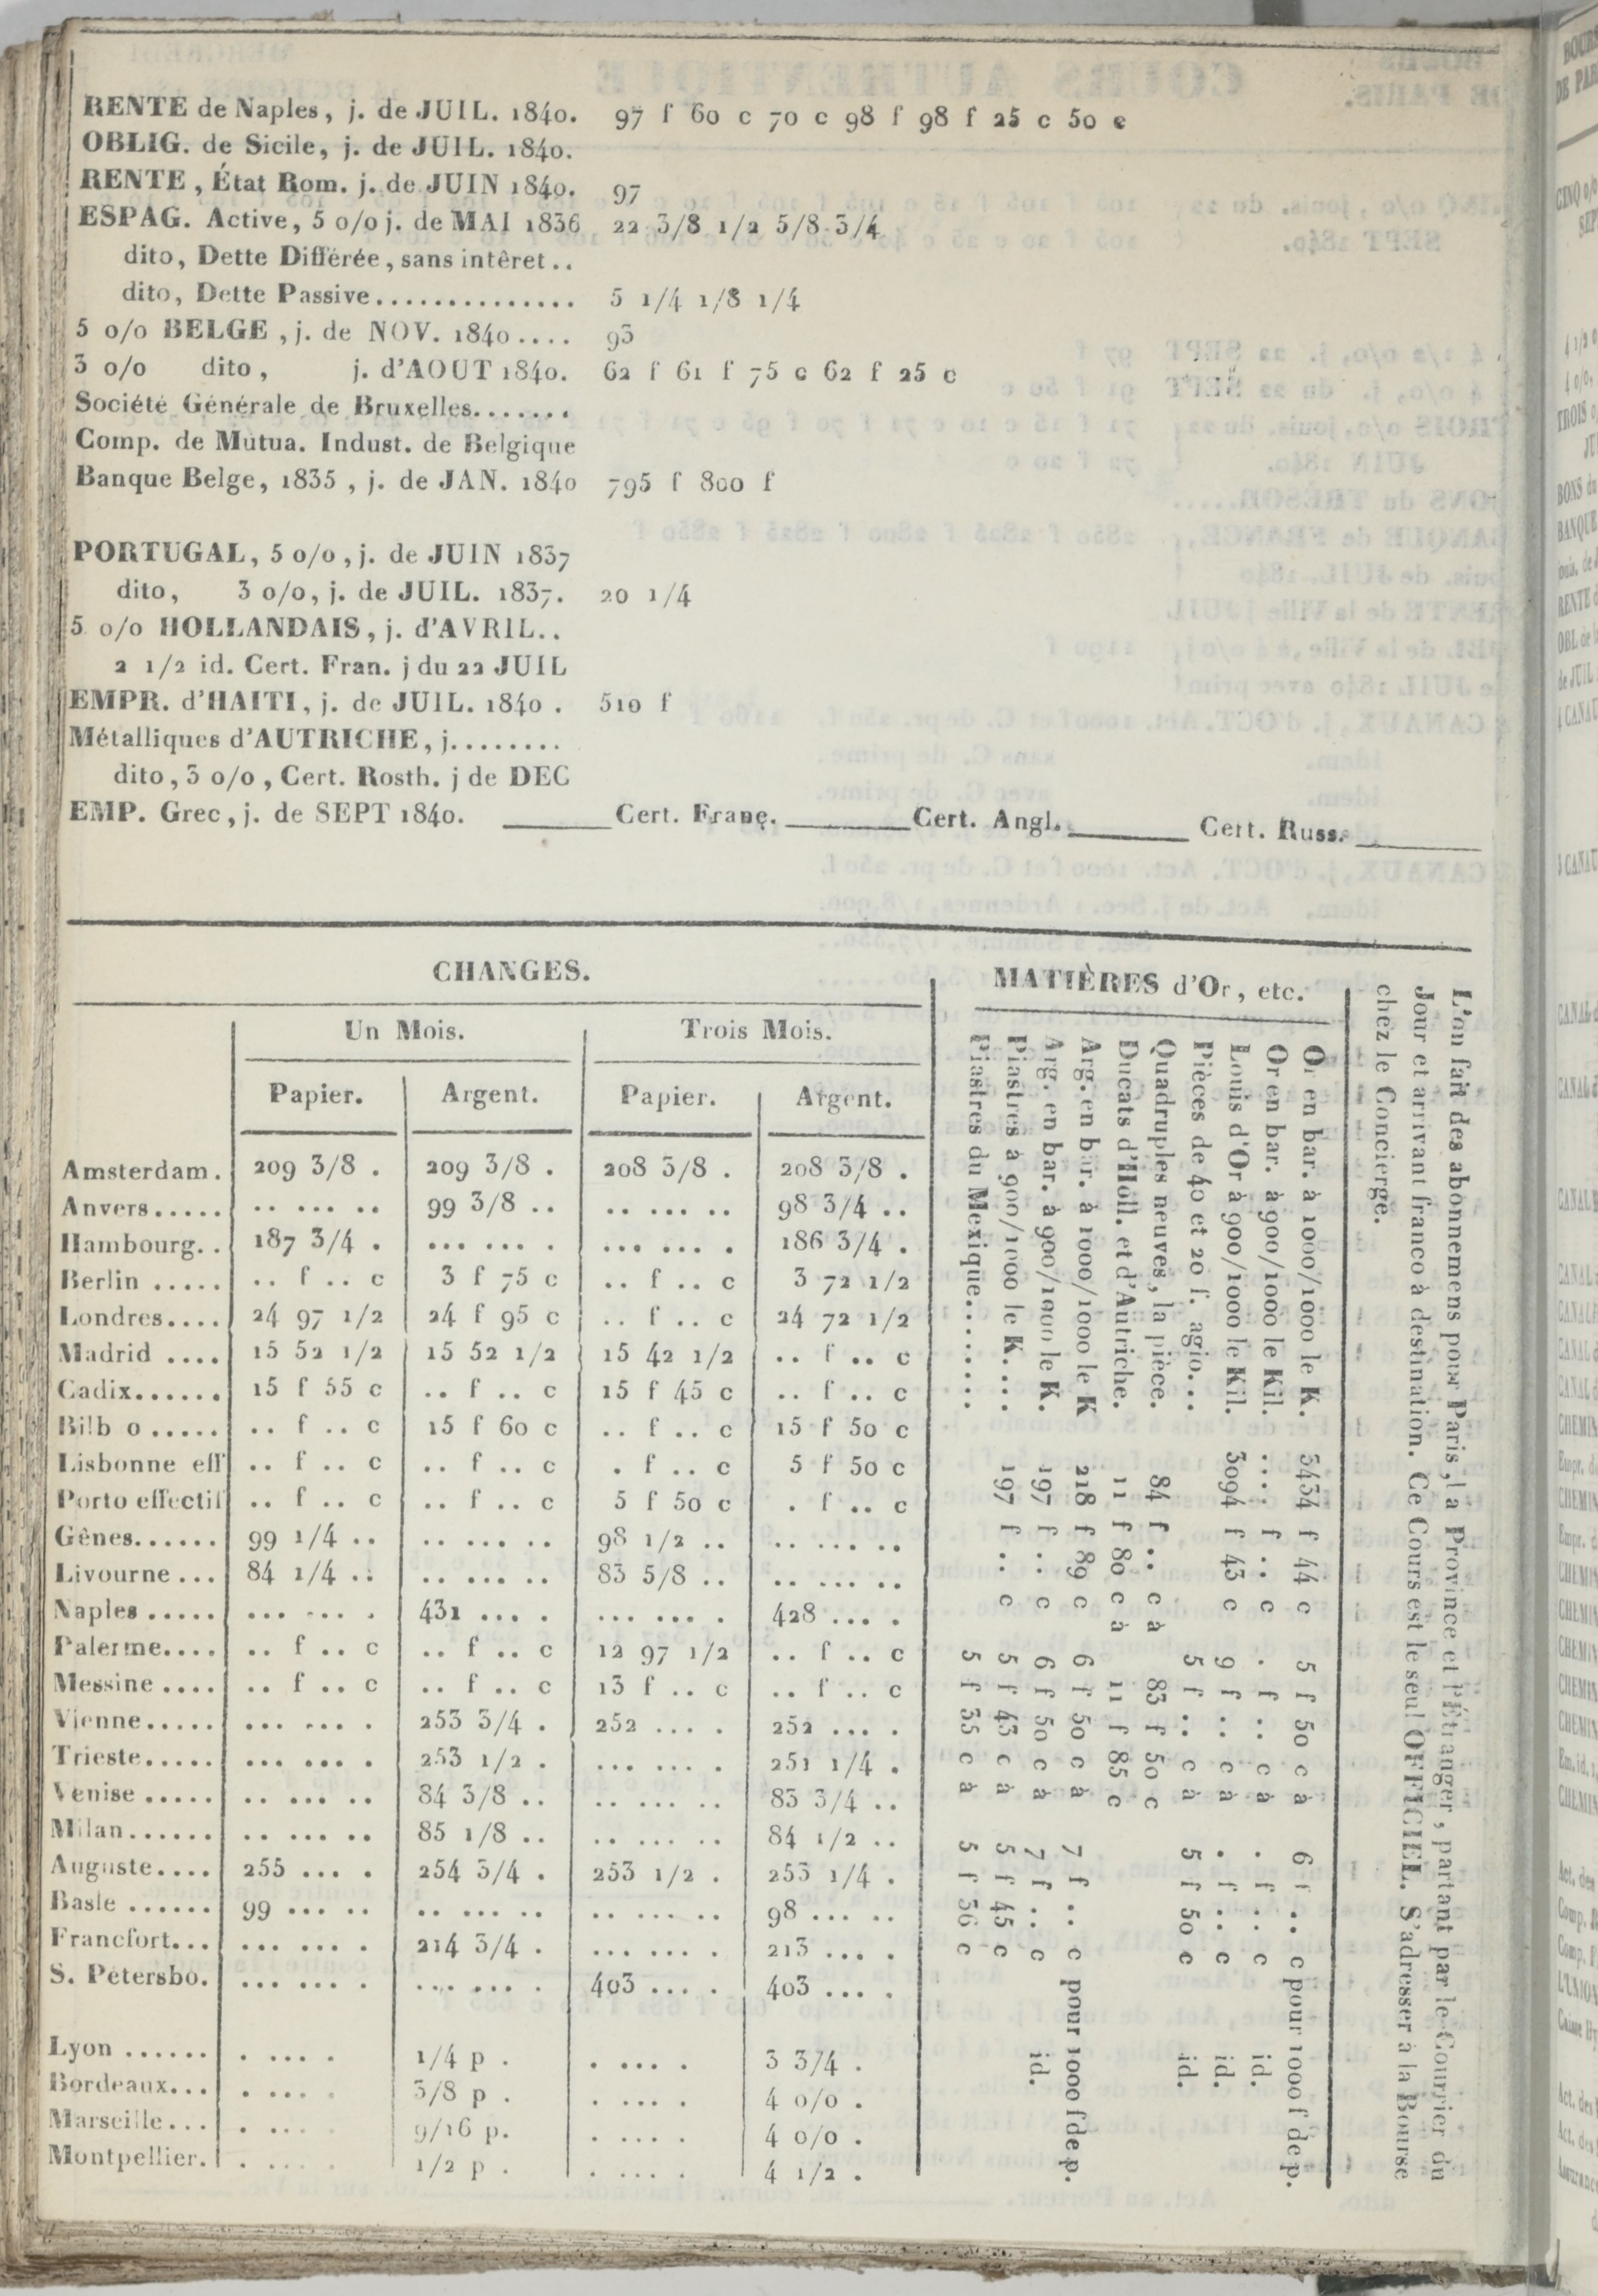 RENTE de Naples, j. de JUIL. 1840. 97 f 60 c 70 c 98 f 98 f 25 c 50 c
OBLIG. de Sicile, j. de JUIL. 1840.
RENTE, État Rom. j. de JUIN 1840. 97
ESPAG. Active, 5 o/o j. de MAI 1836 22 3/8 1/2 5/8 3/4
dito, Dette Différée, sans intêret..
dito, Dette Passive.............. 5 1/4 1/8 1/4
5 o/o BELGE, j. de NOV. 1840.... 93
3 o/o dito, j. d'AOUT 1840. 62 f 61 f 75 c 62 f 25 c
Société Générale de Bruxelles.......
Comp. de Mutua. Indust. de Belgique
Banque Belge, 1835, j. de JAN. 1840 795 f 800 f
PORTUGAL, 5 o/o, j. de JUIN 1837
dito, 3 o/o, j. de JUIL. 1837. 20 1/4
5 o/o HOLLANDAIS, j. d'AVRIL..
2 1/2 id. Cert. Fran. j du 22 JUIL
EMPR. d'HAITI, j. de JUIL. 1840 . 510 f
Métalliques d'AUTRICHE, j........
dito, 3 o/o, Cert. Rosth. j de DEC
EMP. Grec, j. de SEPT 1840. ______ Cert. Franç. ______ Cert. Angl. ______ Cert. Russ. ______
CHANGES.
Un Mois. Trois Mois.
Papier. Argent. Papier. Argent.
Amsterdam. 209 3/8 . 209 3/8 . 208 3/8 . 208 3/8 .
Anvers..... .. ... .. 99 3/8 .. .. ... .. 98 3/4 ..
Hambourg.. 187 3/4 . ... ... . ... ... . 186 3/4 .
Berlin ..... .. f .. c 3 f 75 c .. f .. c 3 72 1/2
Londres.... 24 97 1/2 24 f 95 c .. f .. c 24 72 1/2
Madrid .... 15 52 1/2 15 52 1/2 15 42 1/2 .. f .. c
Cadix...... 15 f 55 c .. f .. c 15 f 45 c .. f .. c
Bilb o ..... .. f .. c 15 f 60 c .. f .. c 15 f 50 c
Lisbonne eff .. f .. c .. f .. c . f .. c 5 f 50 c
Porto effectif .. f .. c .. f .. c 5 f 50 c . f .. c
Gênes...... 99 1/4 .. .. ... .. 98 1/2 .. .. ... ..
Livourne ... 84 1/4 .. .. ... .. 83 5/8 .. .. ... ..
Naples ..... ... ... . 431 ... . ... ... . 428 ... .
Palerme.... .. f .. c .. f .. c 12 97 1/2 .. f .. c
Messine .... .. f .. c .. f .. c 13 f .. c .. f .. c
Vienne..... ... ... . 253 3/4 . 252 ... . 252 ... .
Trieste..... ... ... . 253 1/2 . ... ... . 251 1/4 .
Venise ..... .. ... .. 84 3/8 .. .. ... .. 83 3/4 ..
Milan...... .. ... .. 85 1/8 .. .. ... .. 84 1/2 ..
Auguste.... 255 ... . 254 3/4 . 253 1/2 . 253 1/4 .
Basle ...... 99 ... .. .. ... .. .. ... .. 98 ... ..
Francfort... ... ... . 214 3/4 . ... ... . 213 ... .
S. Pétersbo. ... ... . ... ... . 403 ... . 403 ... .
Lyon ...... . .... . 1/4 p . . .... . 3 3/4 .
Bordeaux... . .... . 3/8 p . . .... . 4 o/o .
Marseille... . .... . 9/16 p. . .... . 4 o/o .
Montpellier. . .... . 1/2 p . . .... . 4 1/2 .
MATIÈRES d'Or, etc.
Or en bar. à 1000/1000 le K. 3434 f 44 c 5 f 50 c à 6 f .. c pour 1000 f de p.
Or en bar. à 900/1000 le Kil. .... f .. c . f .. c à . f .. c id.
Louis d'Or à 900/1000 le Kil. 3094 f 43 c 9 f .. c à . f .. c id.
Pièces de 40 et 20 f. agio... 5 f .. c à 5 f 50 c id.
Quadruples neuves, la pièce. 84 f .. c à 83 f 50 c
Ducats d'Holl. et d'Autriche. 11 f 80 c à 11 f 85 c
Arg. en bar. à 1000/1000 le K 218 f 89 c 6 f 50 c à 7 f .. c pour 1000 f de p.
Arg. en bar. à 900/1000 le K. 197 f .. c 6 f 50 c à 7 f .. c id.
Piastres à 900/1000 le K.... 197 f .. c 5 f 43 c à 5 f 45 c
Piastres du Mexique........ 5 f 35 c à 5 f 36 c
L'on fait des abonnemens pour Paris, la Province et l'Étranger, partant par le Courrier du
Jour et arrivant franco à destination. Ce Cours est le seul OFFICIEL. S'adresser à la Bourse
chez le Concierge.